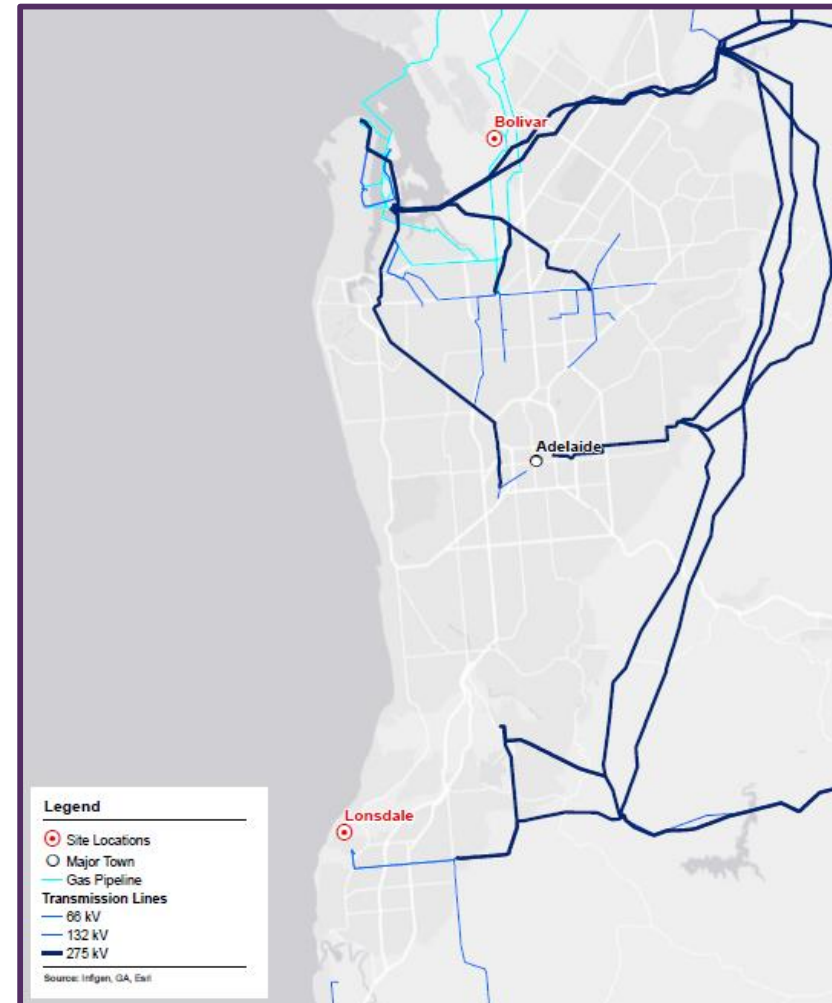 Bolivar
Adelaide
Lonsdale
Legend
Site Locations
Major Town
Gas Pipeline
Transmission Lines
66 kV
132 kV
275 kV
Source: Infigen, GA, Esri